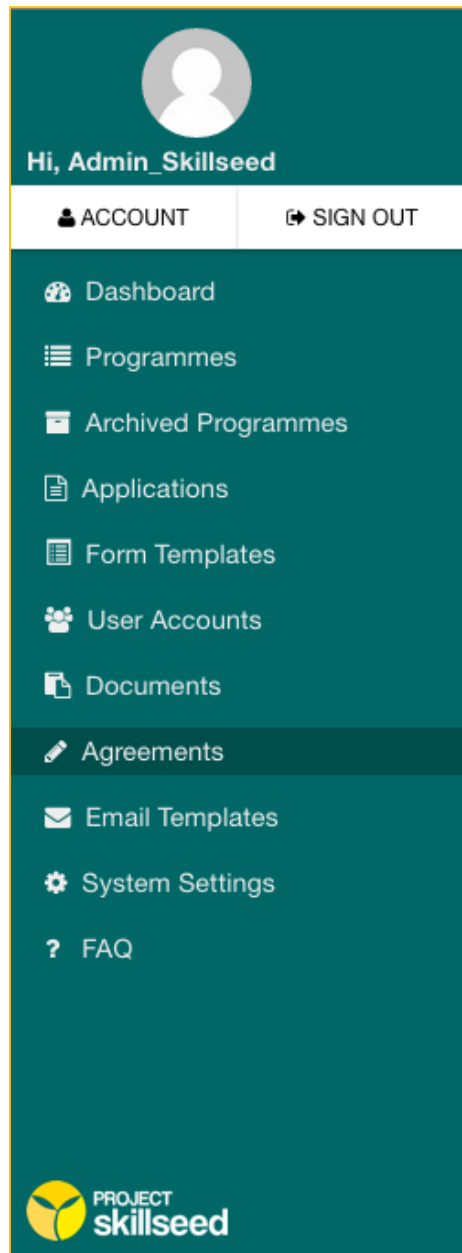 Hi, Admin_Skillseed
ACCOUNT
SIGN OUT
Dashboard
Programmes
Archived Programmes
Applications
Form Templates
User Accounts
Documents
Agreements
Email Templates
System Settings
? FAQ
PROJECT
skillseed